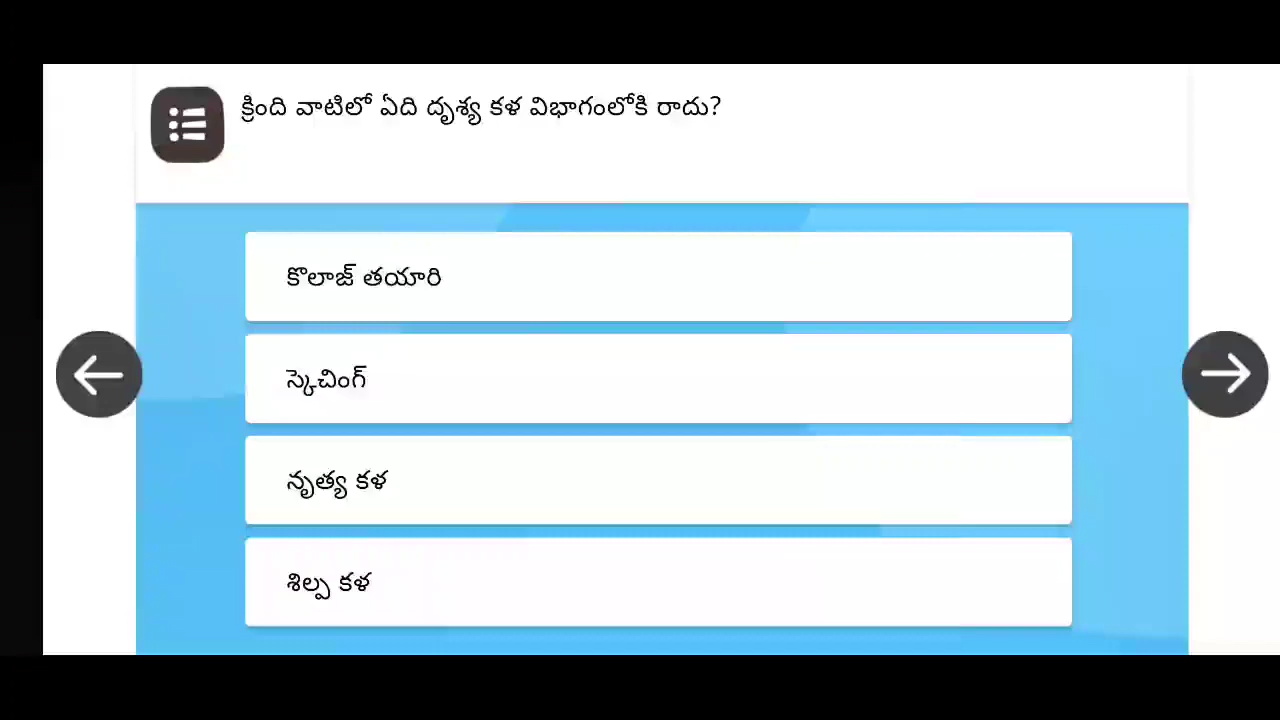 క్రింది వాటిలో ఏది దృశ్య కళ విభాగంలోకి రాదు?
కొలాజ్ తయారి
స్కెచింగ్
నృత్య కళ
శిల్ప కళ